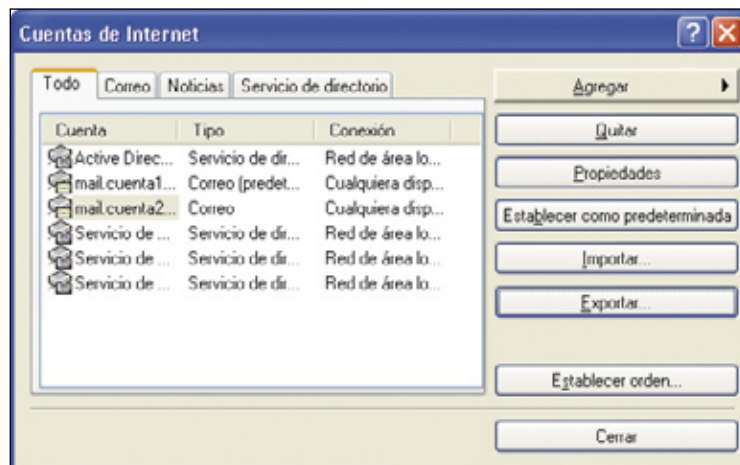 Cuentas de Internet
Todo Correo Noticias Servicio de directorio
Cuenta Tipo Conexión
Active Direc... Servicio de dir... Red de área lo...
mail.cuenta1... Correo (predet... Cualquiera disp...
mail.cuenta2... Correo Cualquiera disp...
Servicio de ... Servicio de dir... Red de área lo...
Servicio de ... Servicio de dir... Red de área lo...
Servicio de ... Servicio de dir... Red de área lo...
Agregar
Quitar
Propiedades
Establecer como predeterminada
Importar...
Exportar...
Establecer orden...
Cerrar